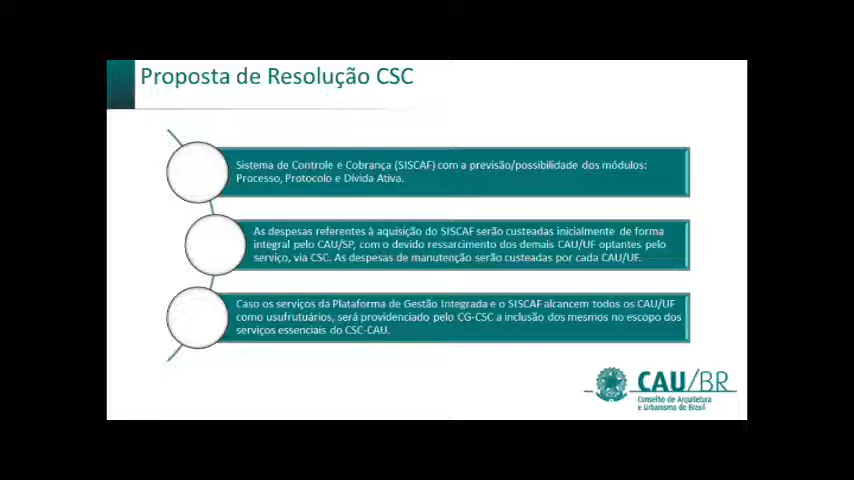 Proposta de Resolução CSC
Sistema de Controle e Cobrança (SISCAF) com a previsão/possibilidade dos módulos:
Processo, Protocolo e Dívida Ativa.
As despesas referentes à aquisição do SISCAF serão custeadas inicialmente de forma
integral pelo CAU/SP, com o devido ressarcimento dos demais CAU/UF optantes pelo
serviço, via CSC. As despesas de manutenção serão custeadas por cada CAU/UF.
Caso os serviços da Plataforma de Gestão Integrada e o SISCAF alcancem todos os CAU/UF
como usufrutuários, será providenciado pelo CG-CSC a inclusão dos mesmos no escopo dos
serviços essenciais do CSC-CAU.
CAU/BR
Conselho de Arquitetura
e Urbanismo do Brasil